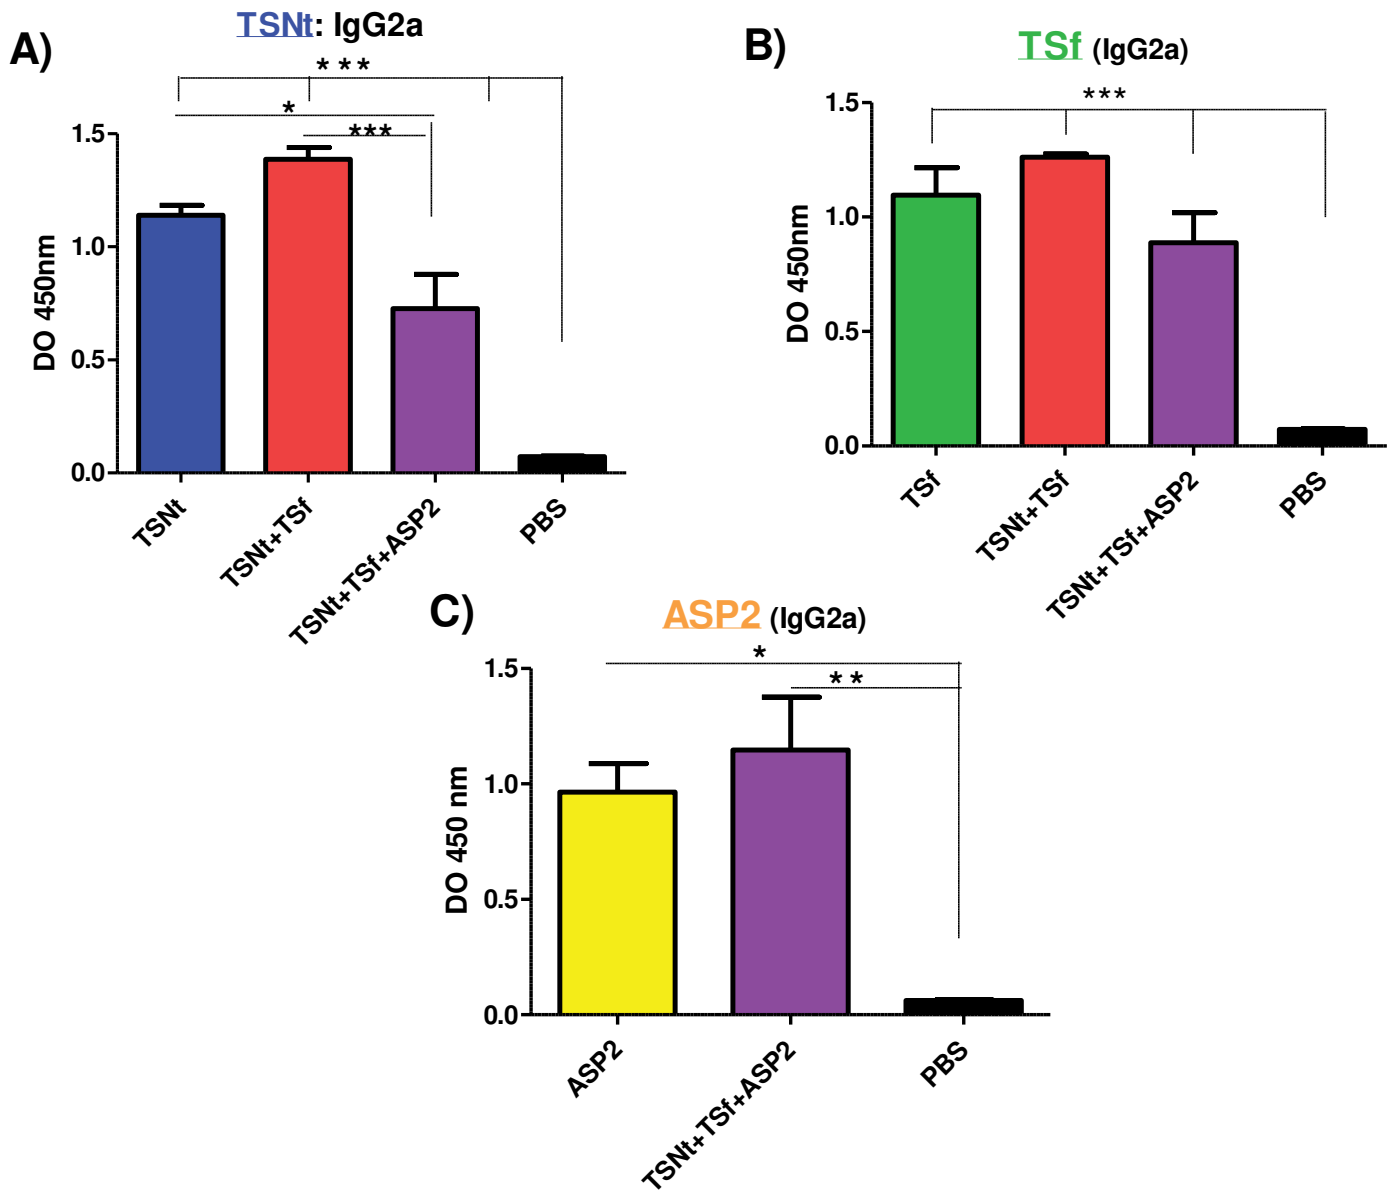 A)
TSNt: IgG2a
***
*
***
DO 450nm
1.5
1.0
0.5
0.0
TSNt
TSNt+TSf
TSNt+TSf+ASP2
PBS
B)
TSf (IgG2a)
***
DO 450nm
1.5
1.0
0.5
0.0
TSf
TSNt+TSf
TSNt+TSf+ASP2
PBS
C)
ASP2 (IgG2a)
*
**
DO 450 nm
1.5
1.0
0.5
0.0
ASP2
TSNt+TSf+ASP2
PBS